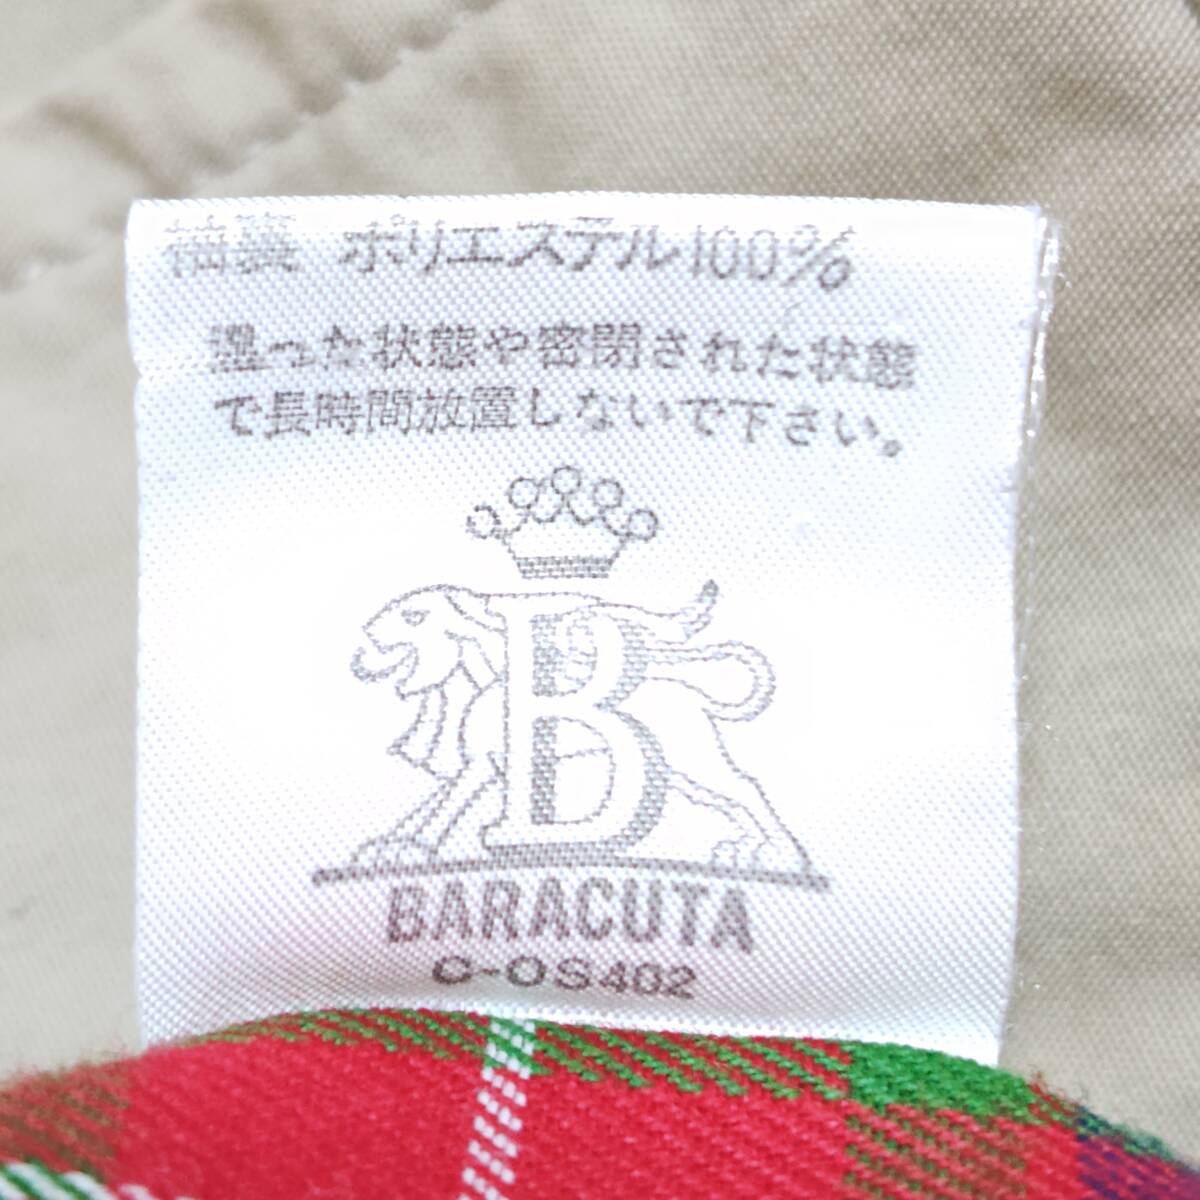 袖裏 ポリエステル100%
湿った状態や密閉された状態
で長時間放置しないで下さい。
B
BARACUTA
C-OS402